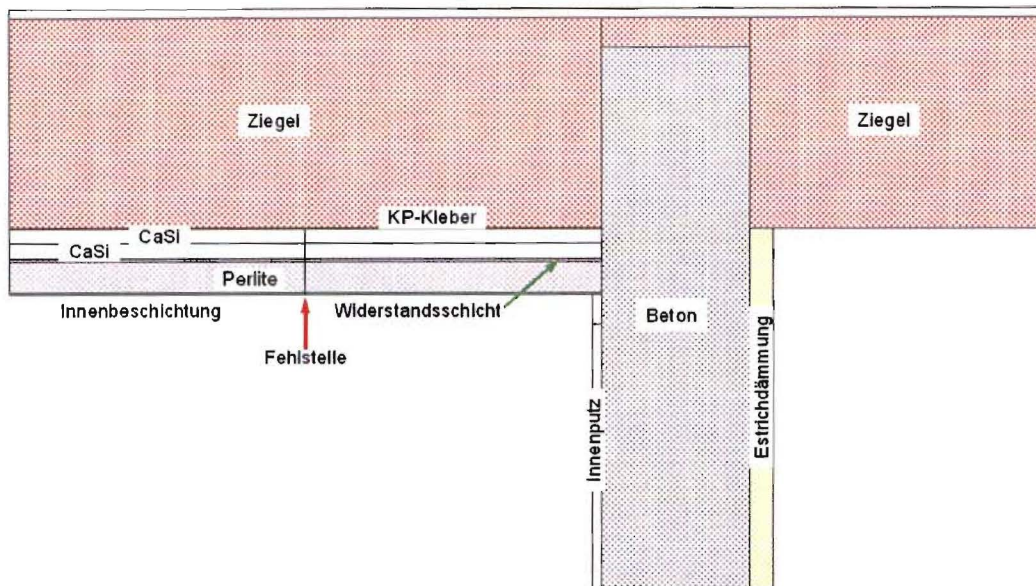 Ziegel
Ziegel
KP-Kleber
CaSi
CaSi
Perlite
Innenbeschichtung
Widerstandsschicht
Beton
Fehlstelle
Innenputz
Estrichdämmung